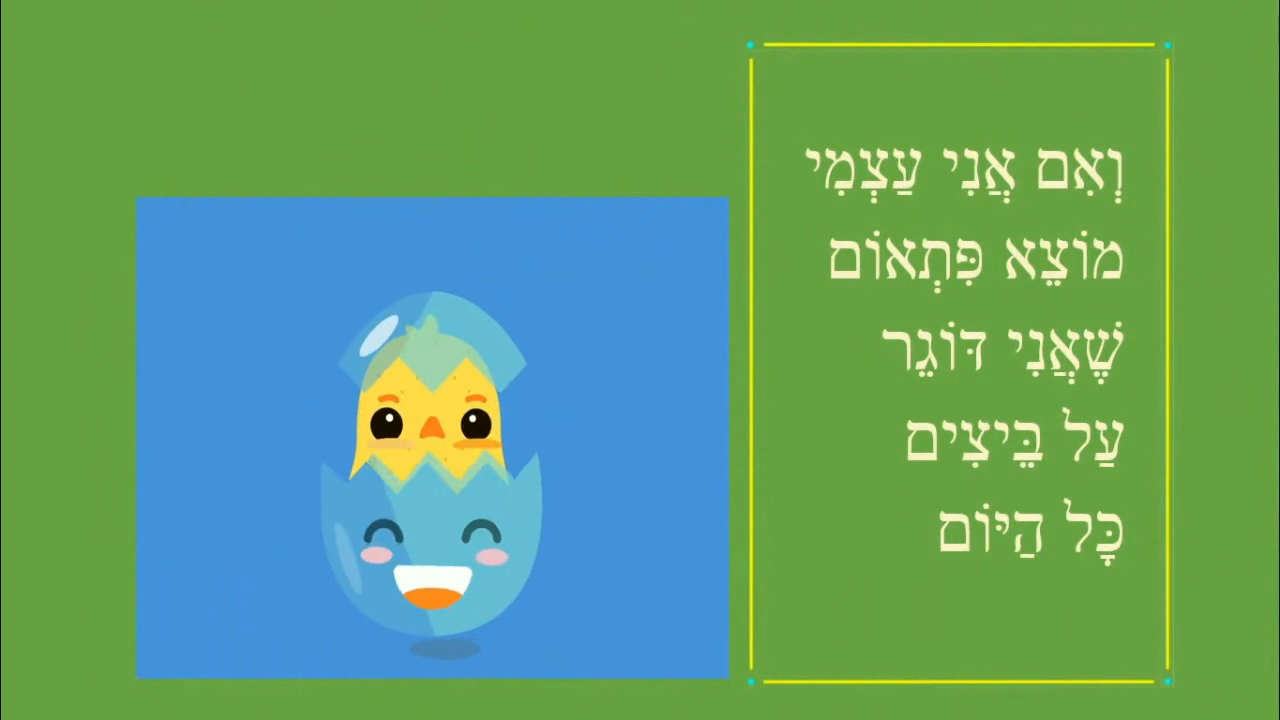 וְאִם אֲנִי עַצְמִי
מוֹצֵא פִּתְאוֹם
שֶׁאֲנִי דּוֹגֵר
עַל בֵּיצִים
כָּל הַיּוֹם